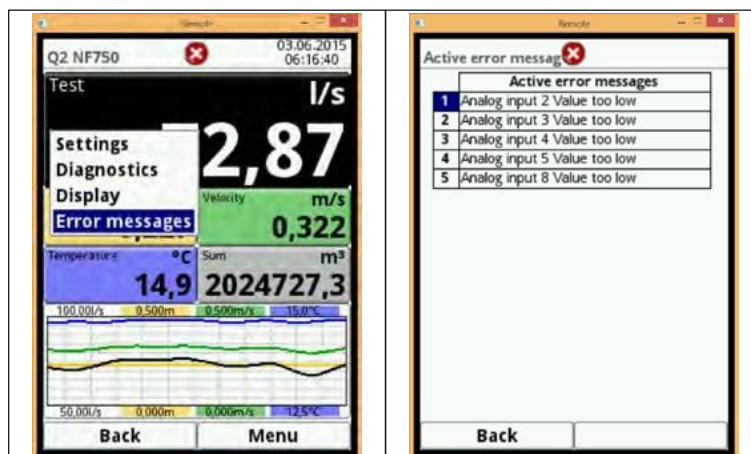 Remote
Q2 NF750
03.06.2015
06:16:40
Test
l/s
2,87
Settings
Diagnostics
Display
Error messages
Velocity
m/s
0,322
Temperature
°C
14,9
Sum
m³
2024727,3
100,00l/s 0,500m 0,500m/s 15,0°C
50,00l/s 0,000m 0,000m/s 12,5°C
Back Menu
Remote
Active error messag
Active error messages
1 Analog input 2 Value too low
2 Analog input 3 Value too low
3 Analog input 4 Value too low
4 Analog input 5 Value too low
5 Analog input 8 Value too low
Back